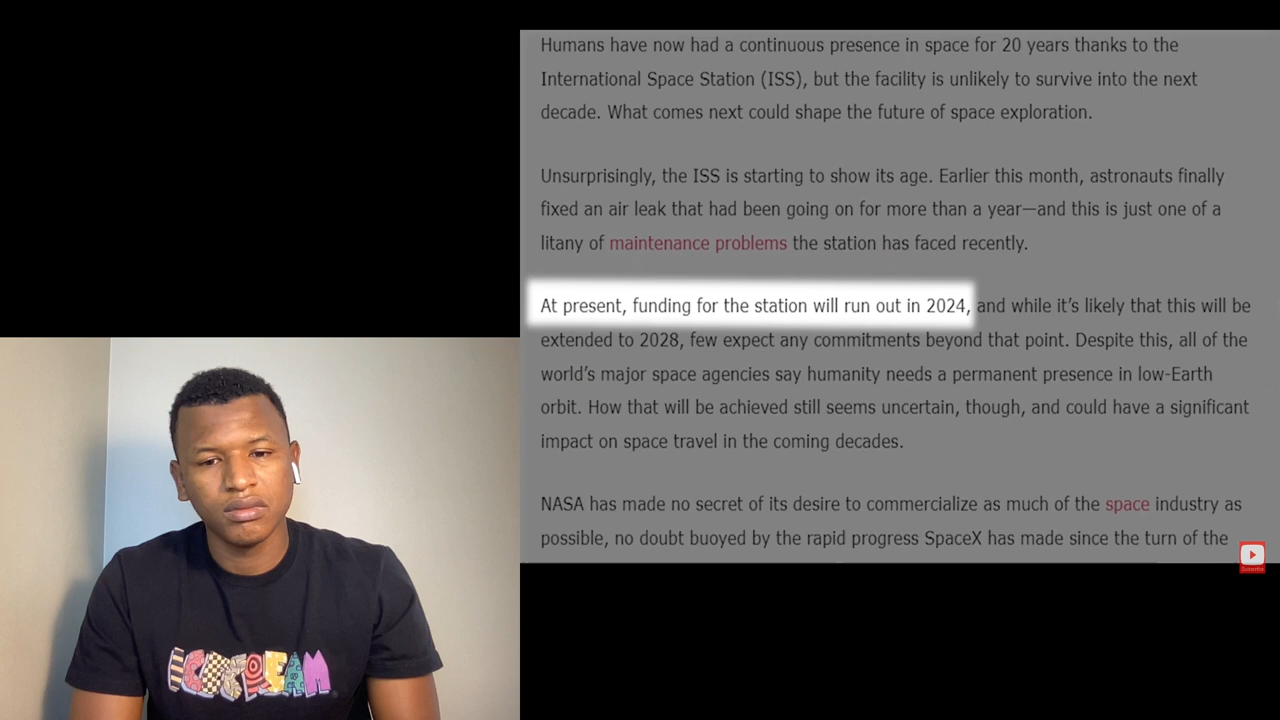 Humans have now had a continuous presence in space for 20 years thanks to the
International Space Station (ISS), but the facility is unlikely to survive into the next
decade. What comes next could shape the future of space exploration.
Unsurprisingly, the ISS is starting to show its age. Earlier this month, astronauts finally
fixed an air leak that had been going on for more than a year—and this is just one of a
litany of maintenance problems the station has faced recently.
At present, funding for the station will run out in 2024, and while it’s likely that this will be
extended to 2028, few expect any commitments beyond that point. Despite this, all of the
world’s major space agencies say humanity needs a permanent presence in low-Earth
orbit. How that will be achieved still seems uncertain, though, and could have a significant
impact on space travel in the coming decades.
NASA has made no secret of its desire to commercialize as much of the space industry as
possible, no doubt buoyed by the rapid progress SpaceX has made since the turn of the
ICECREAM